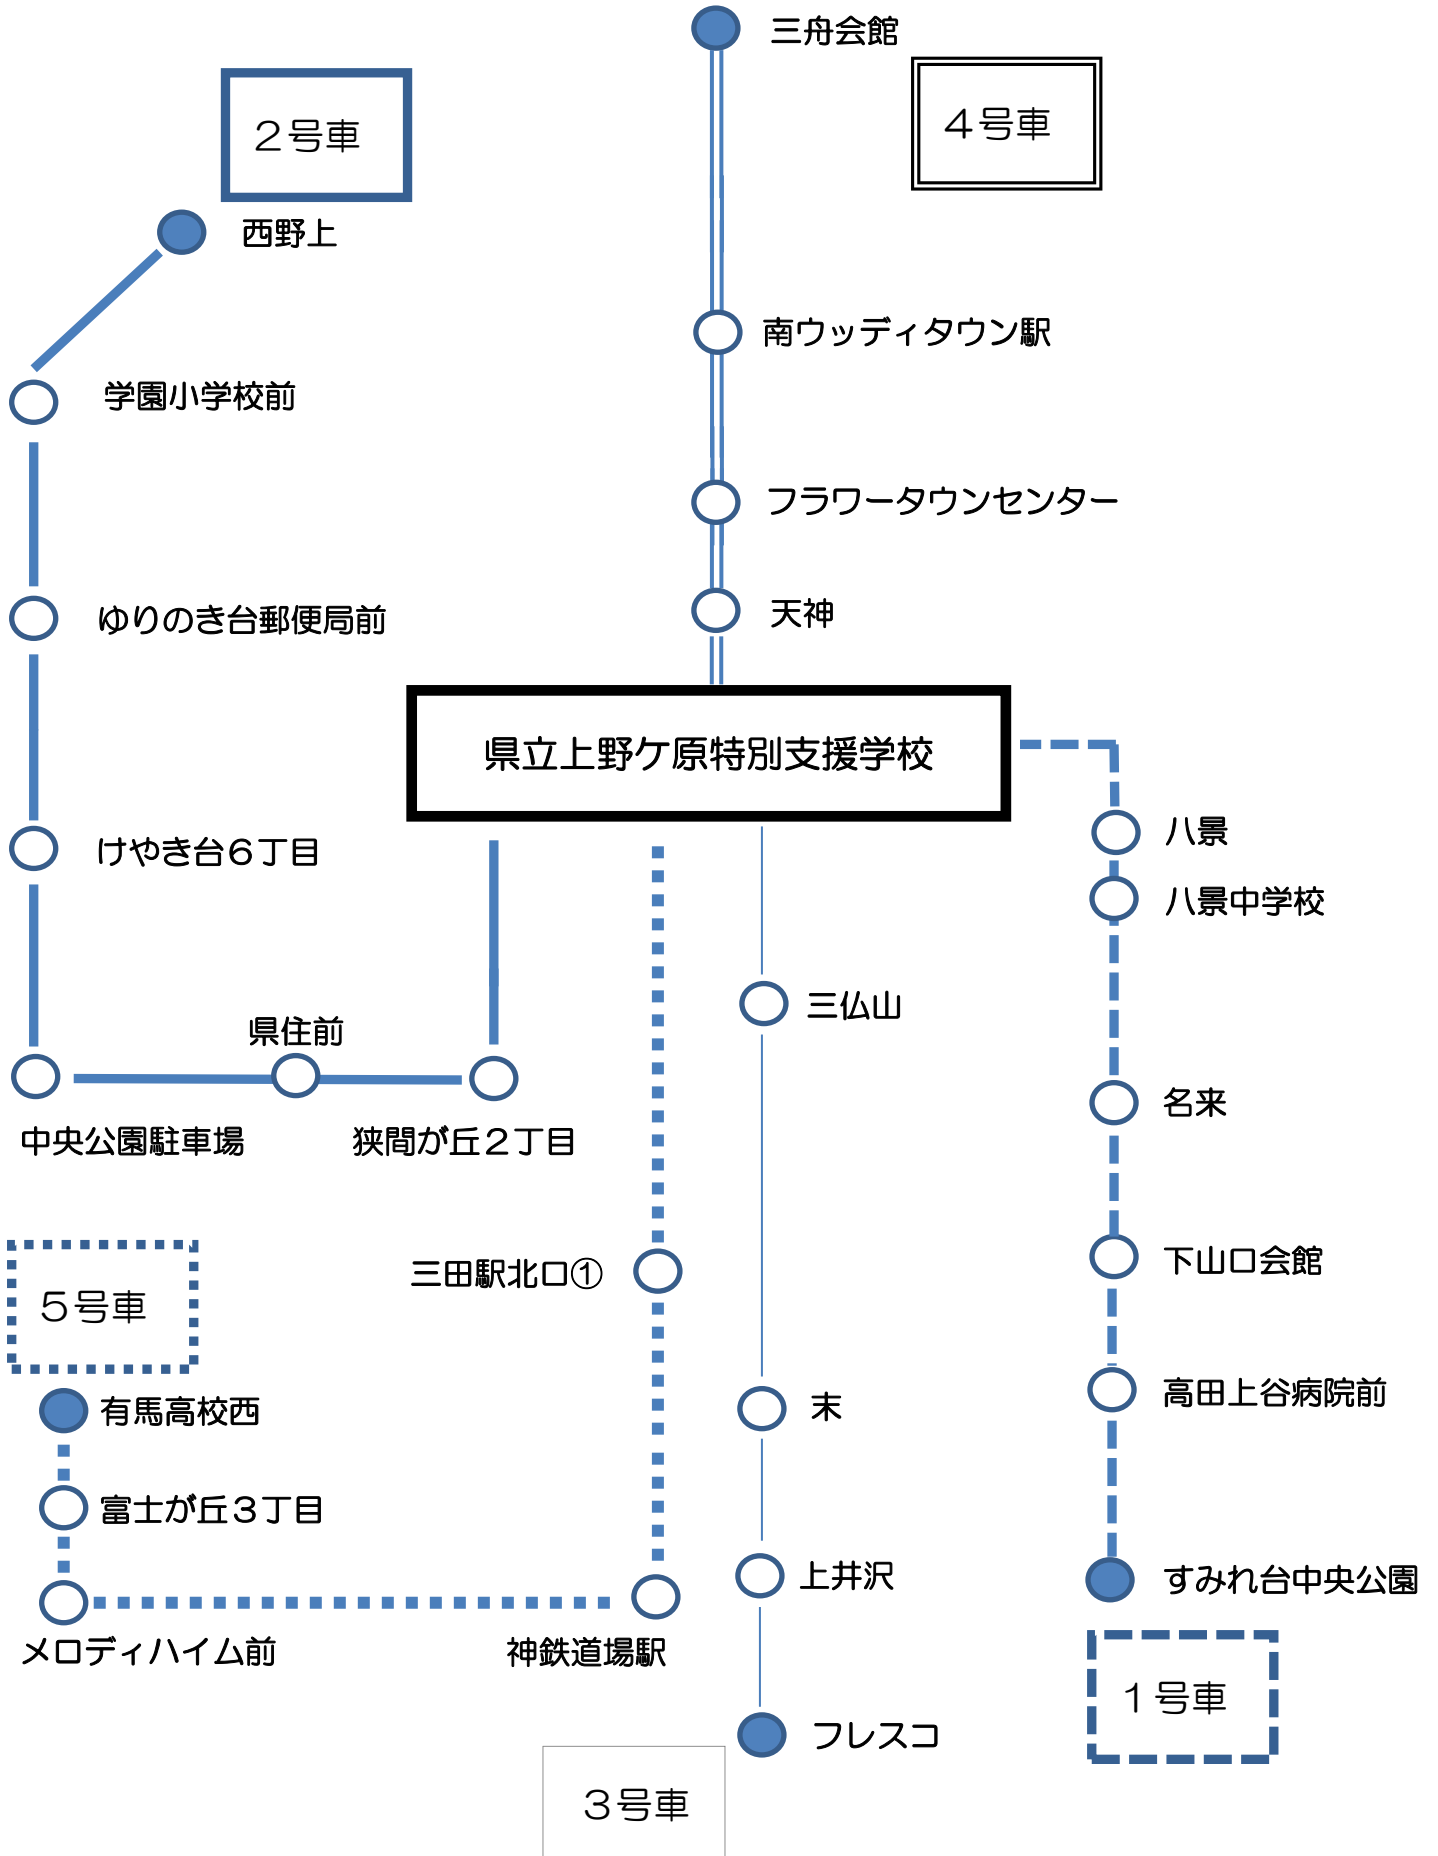 三舟会館
４号車
２号車
西野上
南ウッディタウン駅
学園小学校前
フラワータウンセンター
天神
ゆりのき台郵便局前
県立上野ケ原特別支援学校
八景
けやき台６丁目
八景中学校
三仏山
県住前
名来
中央公園駐車場
狭間が丘２丁目
下山口会館
三田駅北口①
５号車
高田上谷病院前
末
有馬高校西
富士が丘３丁目
上井沢
すみれ台中央公園
メロディハイム前
神鉄道場駅
１号車
フレスコ
３号車